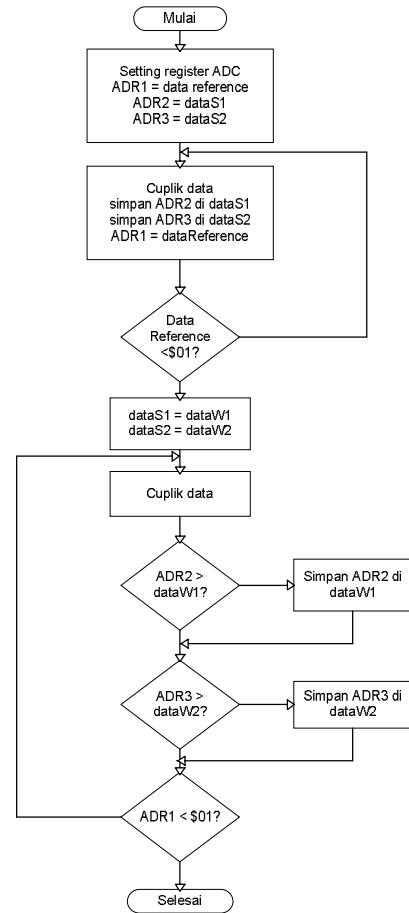 Mulai
Setting register ADC
ADR1 = data reference
ADR2 = dataS1
ADR3 = dataS2
Cuplik data
simpan ADR2 di dataS1
simpan ADR3 di dataS2
ADR1 = dataReference
Data
Reference
<$01?
dataS1 = dataW1
dataS2 = dataW2
Cuplik data
ADR2 >
dataW1?
Simpan ADR2 di
dataW1
ADR3 >
dataW2?
Simpan ADR3 di
dataW2
ADR1 < $01?
Selesai